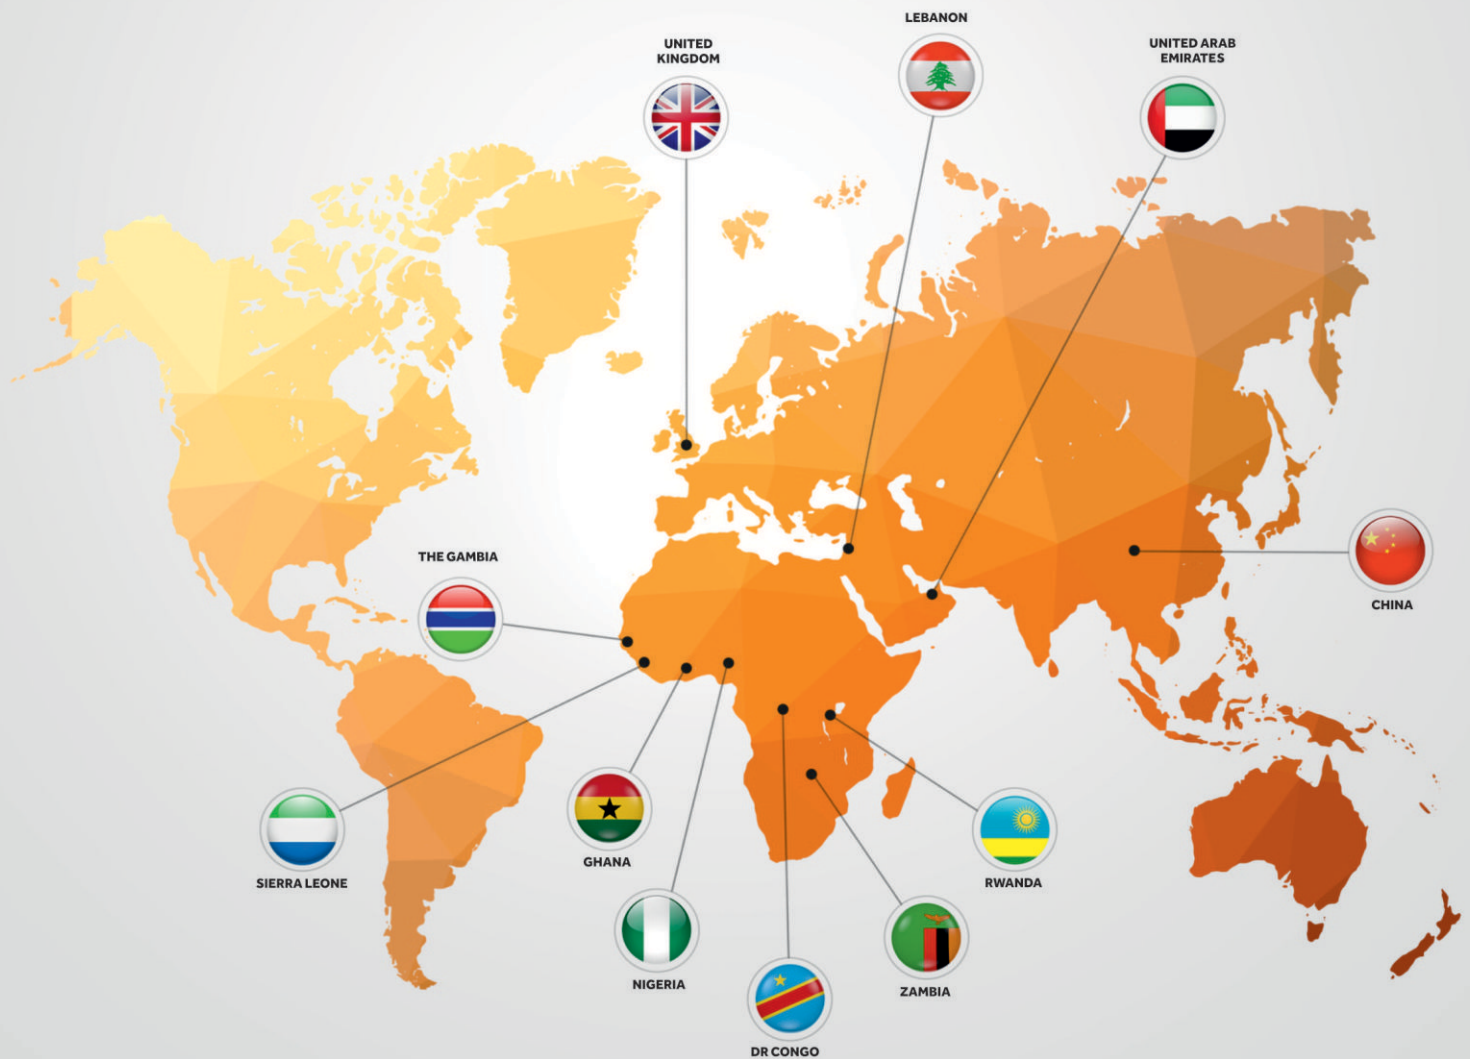 LEBANON
UNITED
KINGDOM
UNITED ARAB
EMIRATES
THE GAMBIA
CHINA
SIERRA LEONE
GHANA
RWANDA
NIGERIA
ZAMBIA
DR CONGO